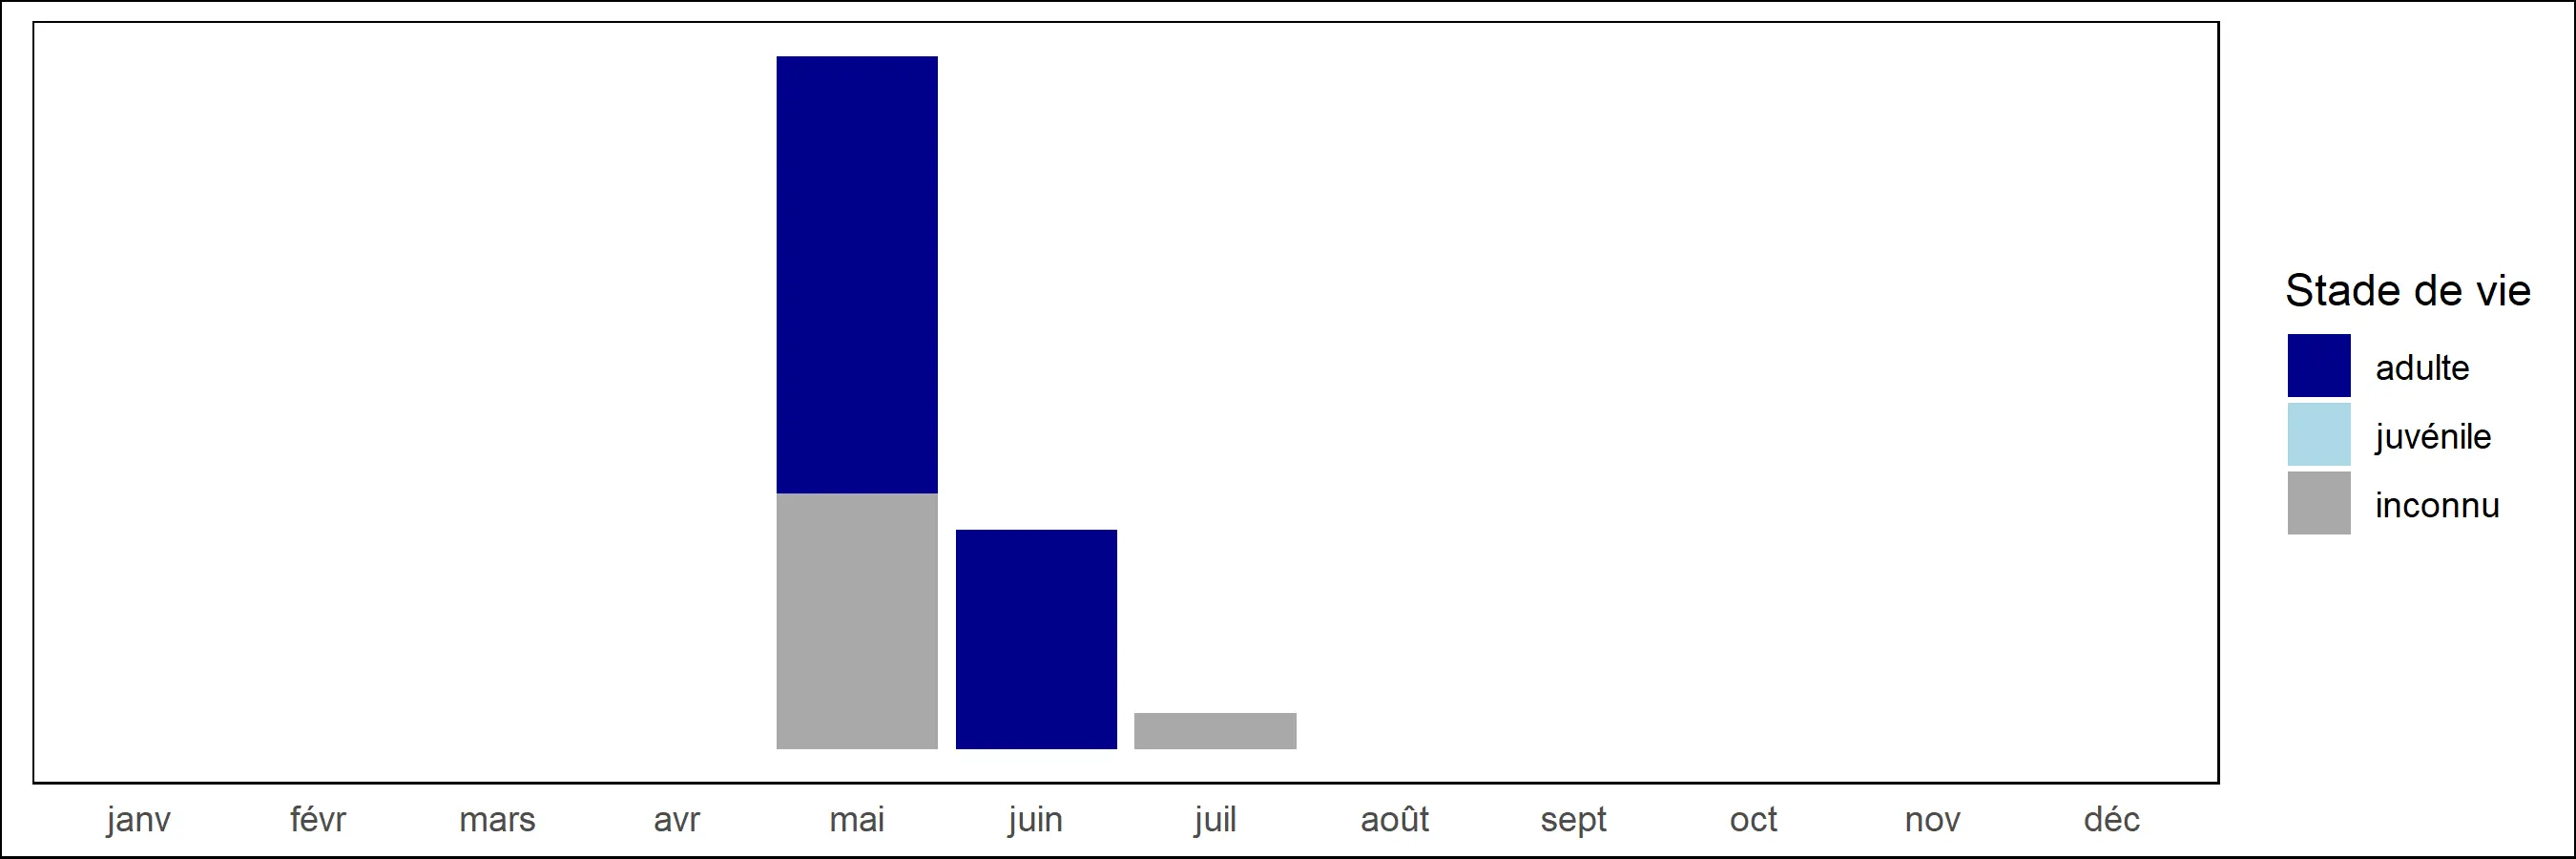 Stade de vie
adulte
juvénile
inconnu
janv févr mars avr mai juin juil août sept oct nov déc